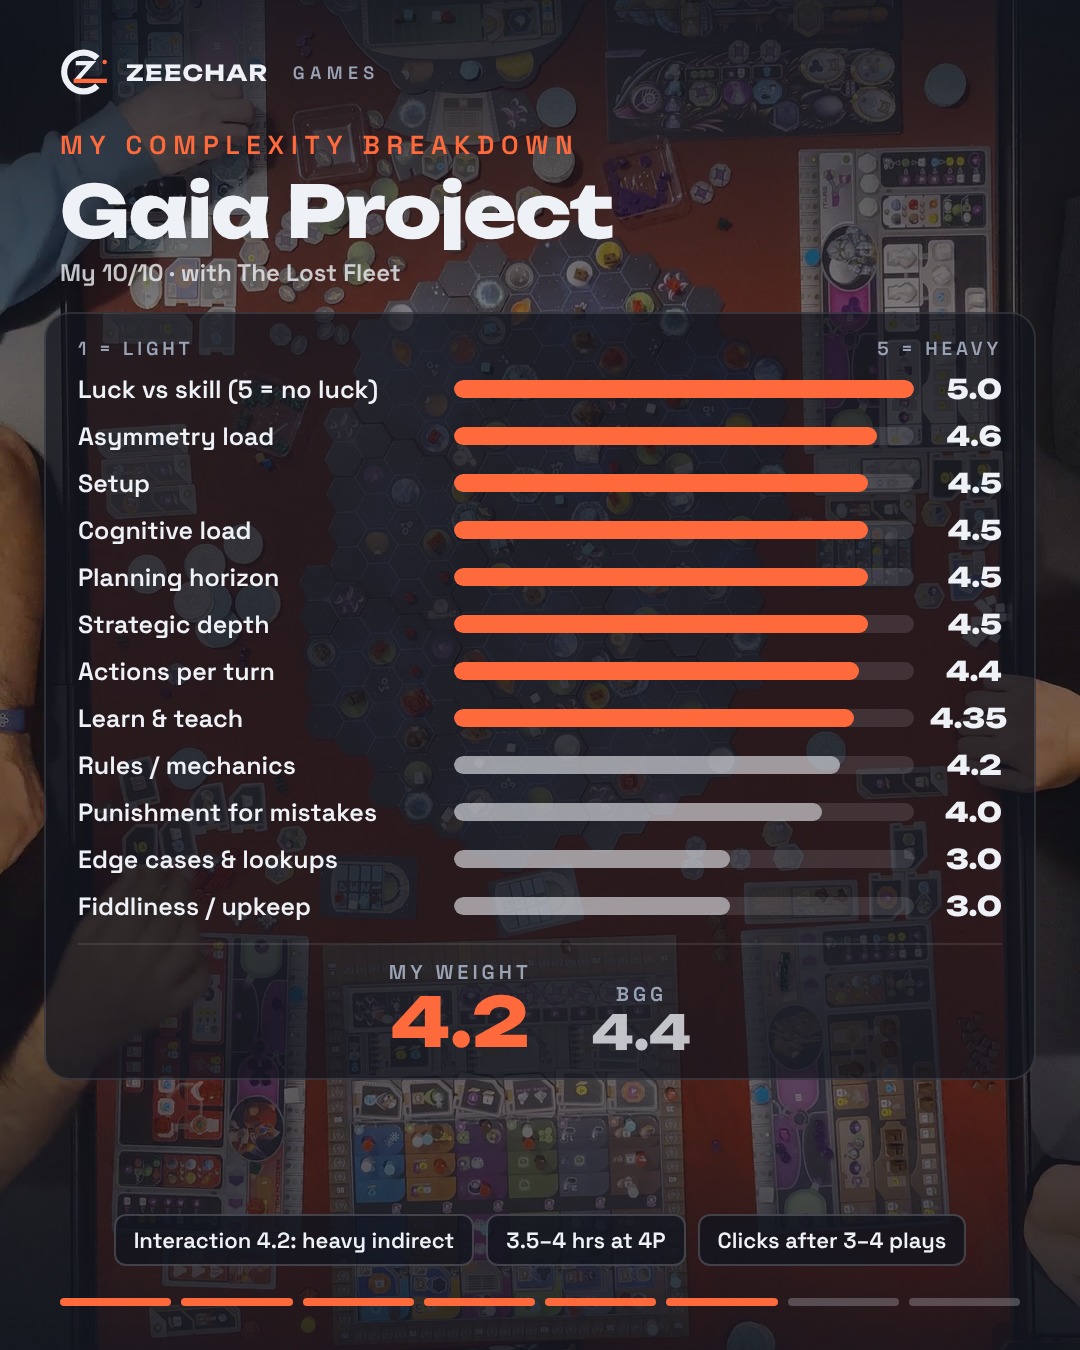 ZEECHAR GAMES
MY COMPLEXITY BREAKDOWN
Gaia Project
My 10/10 · with The Lost Fleet
1 = LIGHT 5 = HEAVY
Luck vs skill (5 = no luck) 5.0
Asymmetry load 4.6
Setup 4.5
Cognitive load 4.5
Planning horizon 4.5
Strategic depth 4.5
Actions per turn 4.4
Learn & teach 4.35
Rules / mechanics 4.2
Punishment for mistakes 4.0
Edge cases & lookups 3.0
Fiddliness / upkeep 3.0
MY WEIGHT
4.2
BGG
4.4
Interaction 4.2: heavy indirect
3.5–4 hrs at 4P
Clicks after 3–4 plays